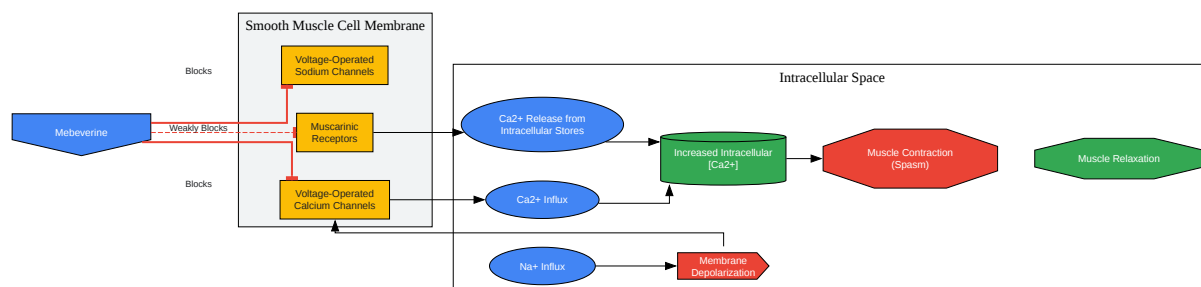 Smooth Muscle Cell Membrane
Voltage-Operated
Sodium Channels
Blocks
Intracellular Space
Mebeverine
Weakly Blocks
Muscarinic
Receptors
Ca2+ Release from
Intracellular Stores
Increased Intracellular
[Ca2+]
Muscle Contraction
(Spasm)
Muscle Relaxation
Blocks
Voltage-Operated
Calcium Channels
Ca2+ Influx
Na+ Influx
Membrane
Depolarization